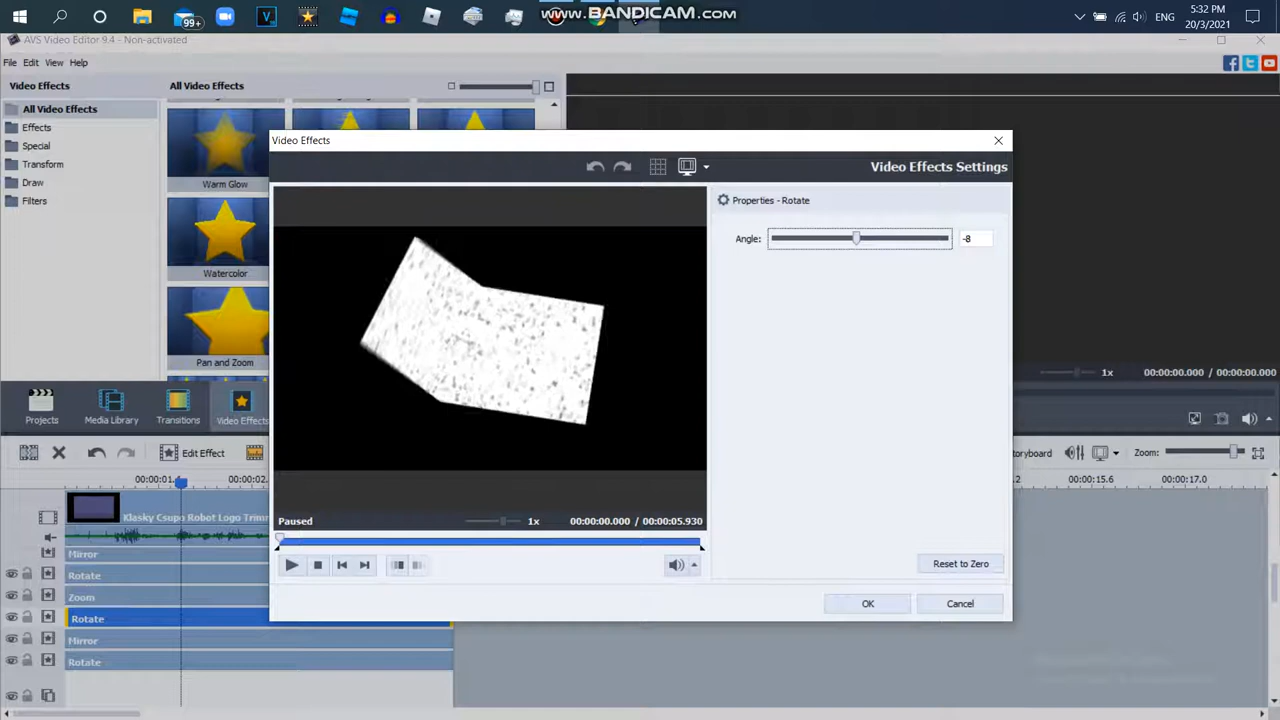 www.BANDICAM.com
99+
ENG
5:32 PM
20/3/2021
AVS Video Editor 9.4 - Non-activated
File Edit View Help
Video Effects
All Video Effects
All Video Effects
Effects
Special
Transform
Draw
Filters
Warm Glow
Watercolor
Pan and Zoom
Video Effects
Video Effects Settings
Properties - Rotate
Angle:
-8
Paused
1x
00:00:00.000 / 00:00:05.930
Reset to Zero
OK
Cancel
1x
00:00:00.000 / 00:00:00.000
Projects
Media Library
Transitions
Video Effects
Edit Effect
Zoom:
00:00:15.6
00:00:17.0
Klasky Csupo Robot Logo
Mirror
Rotate
Zoom
Rotate
Mirror
Rotate